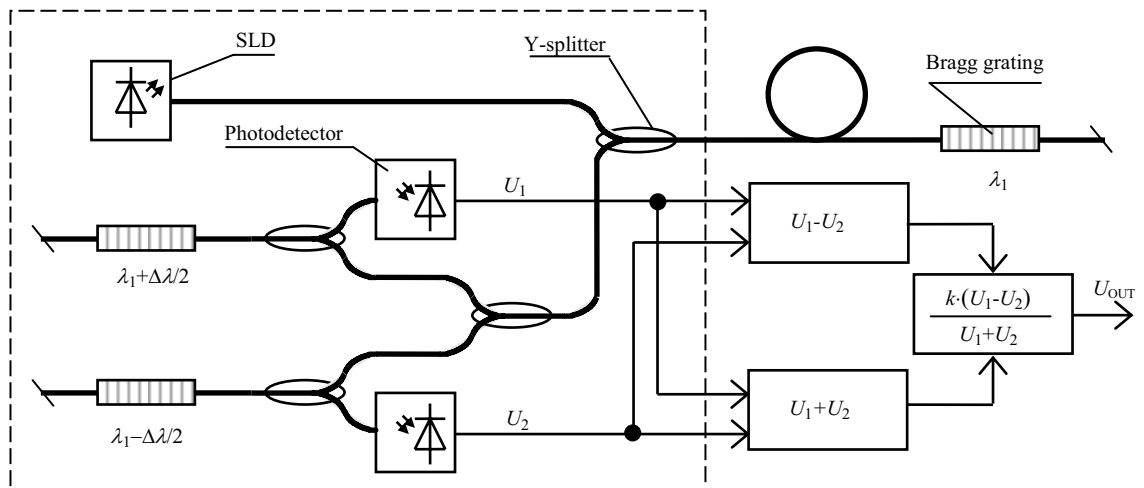 SLD
Y-splitter
Bragg grating
Photodetector
U₁
λ₁
U₁-U₂
λ₁+Δλ/2
k·(U₁-U₂)
U₁+U₂
U_OUT
λ₁−Δλ/2
U₂
U₁+U₂